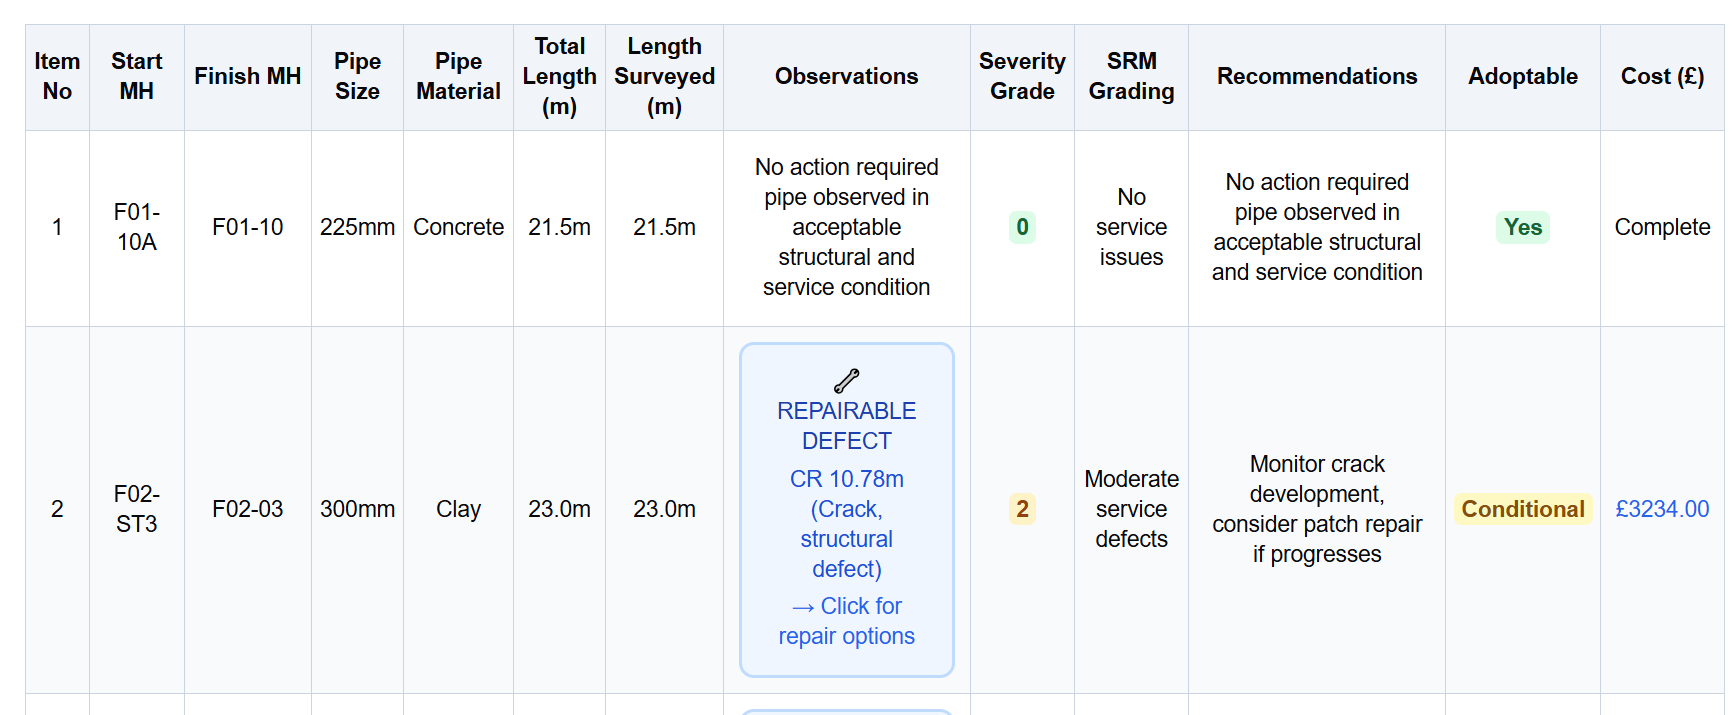 Item No
Start MH
Finish MH
Pipe Size
Pipe Material
Total Length (m)
Length Surveyed (m)
Observations
Severity Grade
SRM Grading
Recommendations
Adoptable
Cost (£)
1
F01-
10A
F01-10
225mm
Concrete
21.5m
21.5m
No action required
pipe observed in
acceptable
structural and
service condition
0
No
service
issues
No action required
pipe observed in
acceptable structural
and service condition
Yes
Complete
2
F02-
ST3
F02-03
300mm
Clay
23.0m
23.0m
REPAIRABLE
DEFECT
CR 10.78m
(Crack,
structural
defect)
→ Click for
repair options
2
Moderate
service
defects
Monitor crack
development,
consider patch repair
if progresses
Conditional
£3234.00